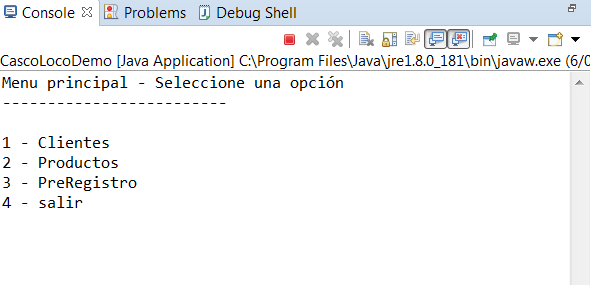 Console Problems Debug Shell
CascoLocoDemo [Java Application] C:\Program Files\Java\jre1.8.0_181\bin\javaw.exe (6/0
Menu principal - Seleccione una opción
-------------------------
1 - Clientes
2 - Productos
3 - PreRegistro
4 - salir